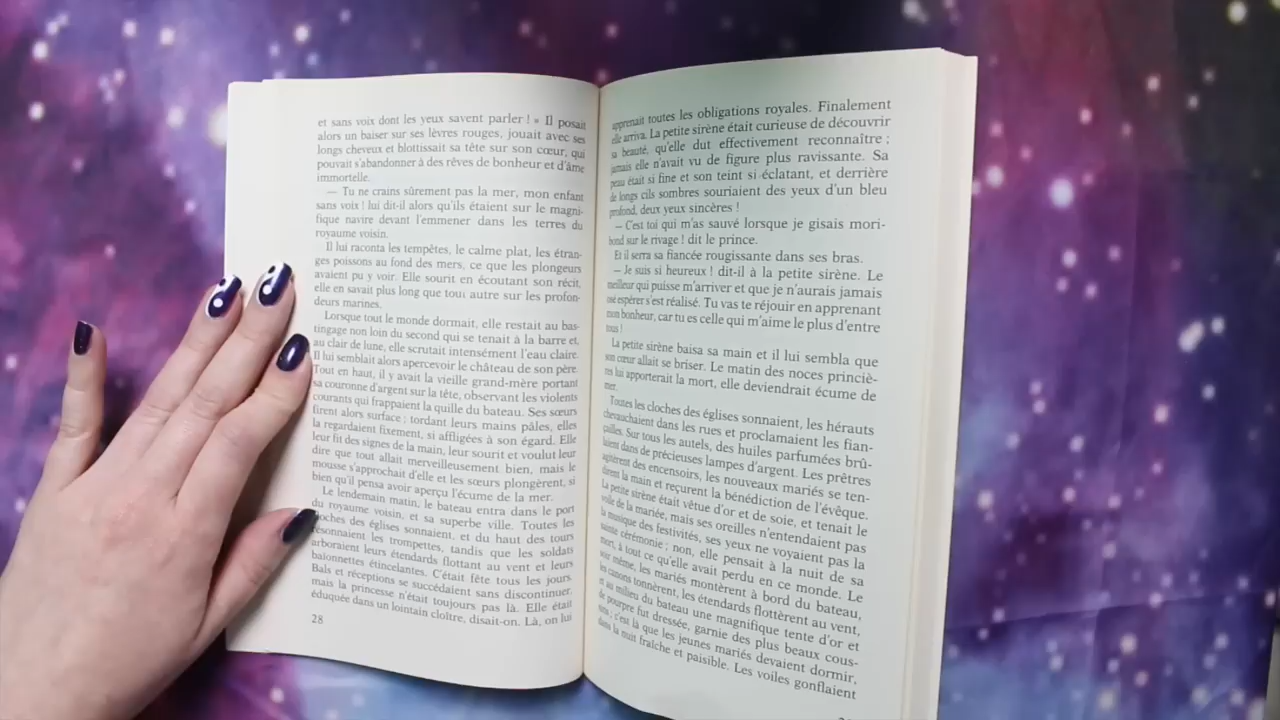 et sans voix dont les yeux savent parler ! » Il posait
alors un baiser sur ses lèvres rouges, jouait avec ses
longs cheveux et blottissait sa tête sur son cœur, qui
pouvait s'abandonner à des rêves de bonheur et d'âme
immortelle.
— Tu ne crains sûrement pas la mer, mon enfant
sans voix ! lui dit-il alors qu'ils étaient sur le magni-
fique navire devant l'emmener dans les terres du
royaume voisin.
Il lui raconta les tempêtes, le calme plat, les étran-
ges poissons au fond des mers, ce que les plongeurs
avaient pu y voir. Elle sourit en écoutant son récit,
elle en savait plus long que tout autre sur les profon-
deurs marines.
Lorsque tout le monde dormait, elle restait au bas-
tingage non loin du second qui se tenait à la barre et,
au clair de lune, elle scrutait intensément l'eau claire.
Il lui semblait alors apercevoir le château de son père.
Tout en haut, il y avait la vieille grand-mère portant
sa couronne d'argent sur la tête, observant les violents
courants qui frappaient la quille du bateau. Ses sœurs
firent alors surface ; tordant leurs mains pâles, elles
la regardaient fixement, si affligées à son égard. Elle
leur fit des signes de la main, leur sourit et voulut leur
dire que tout allait merveilleusement bien, mais le
mousse s'approchait d'elle et les sœurs plongèrent, si
bien qu'il pensa avoir aperçu l'écume de la mer.
Le lendemain matin, le bateau entra dans le port
du royaume voisin, et sa superbe ville. Toutes les
cloches des églises sonnaient, et du haut des tours
résonnaient les trompettes, tandis que les soldats
arboraient leurs étendards flottant au vent et leurs
baïonnettes étincelantes. C'était fête tous les jours.
Bals et réceptions se succédaient sans discontinuer,
mais la princesse n'était toujours pas là. Elle était
éduquée dans un lointain cloître, disait-on. Là, on lui
28
apprenait toutes les obligations royales. Finalement
elle arriva. La petite sirène était curieuse de découvrir
sa beauté, qu'elle dut effectivement reconnaître ;
jamais elle n'avait vu de figure plus ravissante. Sa
peau était si fine et son teint si éclatant, et derrière
de longs cils sombres souriaient des yeux d'un bleu
profond, deux yeux sincères !
— C'est toi qui m'as sauvé lorsque je gisais mori-
bond sur le rivage ! dit le prince.
Et il serra sa fiancée rougissante dans ses bras.
— Je suis si heureux ! dit-il à la petite sirène. Le
meilleur qui puisse m'arriver et que je n'aurais jamais
osé espérer s'est réalisé. Tu vas te réjouir en apprenant
mon bonheur, car tu es celle qui m'aime le plus d'entre
tous !
La petite sirène baisa sa main et il lui sembla que
son cœur allait se briser. Le matin des noces princiè-
res lui apporterait la mort, elle deviendrait écume de
mer.
Toutes les cloches des églises sonnaient, les hérauts
chevauchaient dans les rues et proclamaient les fian-
çailles. Sur tous les autels, des huiles parfumées brû-
laient dans de précieuses lampes d'argent. Les prêtres
agitèrent des encensoirs, les nouveaux mariés se ten-
dirent la main et reçurent la bénédiction de l'évêque.
La petite sirène était vêtue d'or et de soie, et tenait le
voile de la mariée, mais ses oreilles n'entendaient pas
la musique des festivités, ses yeux ne voyaient pas la
sainte cérémonie ; non, elle pensait à la nuit de sa
mort, à tout ce qu'elle avait perdu en ce monde. Le
soir même, les mariés montèrent à bord du bateau,
les canons tonnèrent, les étendards flottèrent au vent,
et au milieu du bateau une magnifique tente d'or et
de pourpre fut dressée, garnie des plus beaux cous-
sins ; c'est là que les jeunes mariés devaient dormir,
dans la nuit fraîche et paisible. Les voiles gonflaient